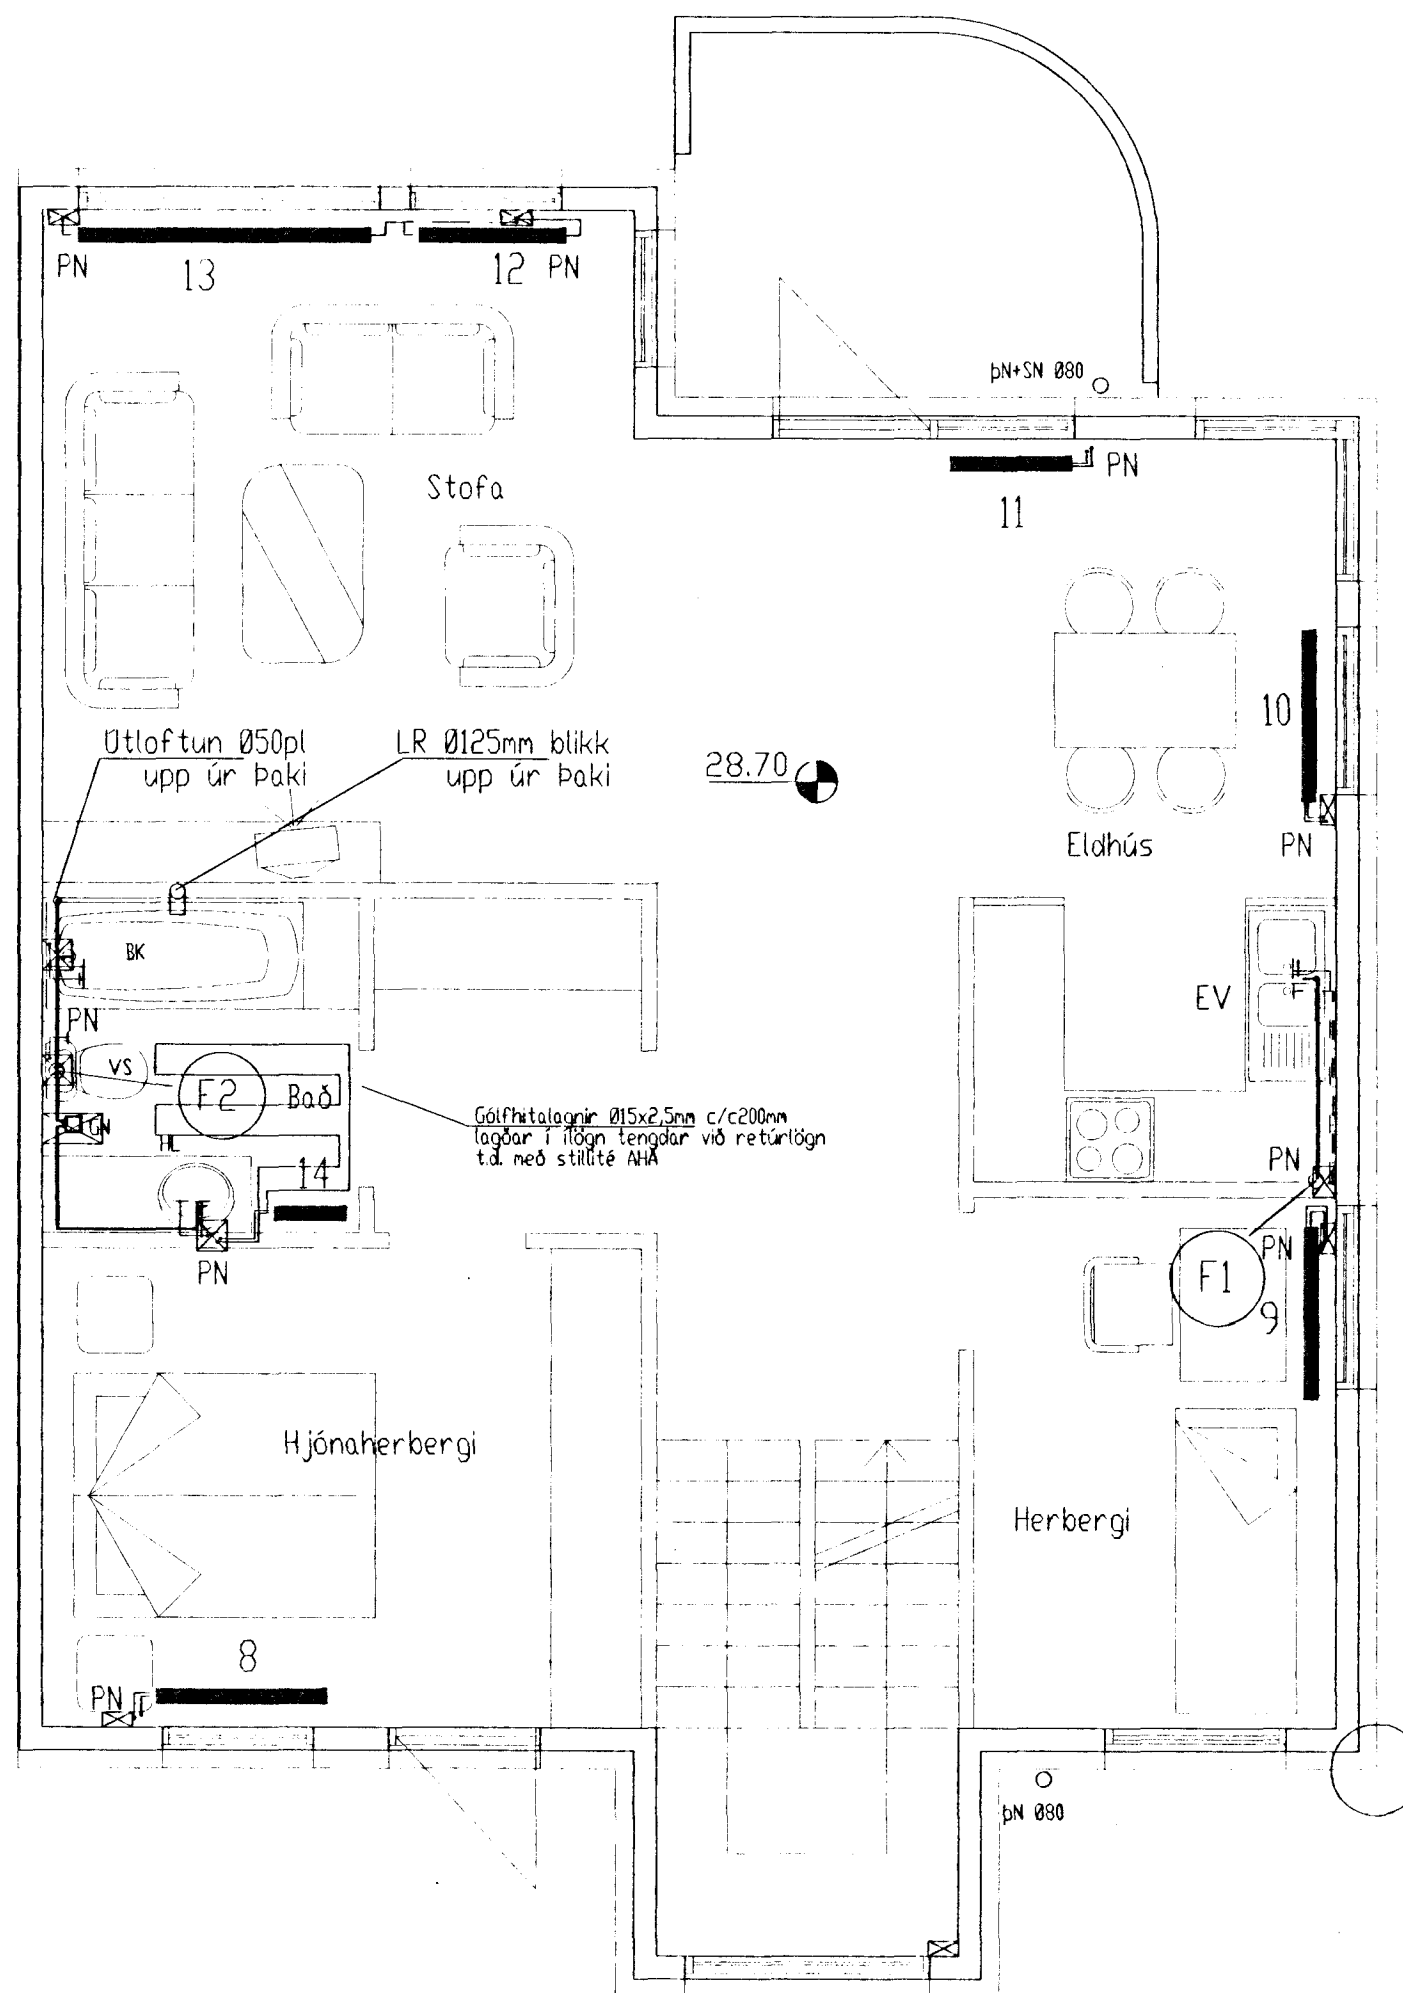 PN
13
12
PN
þN+SN Ø80
PN
11
Stofa
10
Útloftun Ø50pl
upp úr þaki
LR Ø125mm blikk
upp úr þaki
28.70
Eldhús
PN
BK
EV
PN
VS
F2
Bað
GN
HL
Gólfhitalagnir Ø15x2,5mm c/c200mm
lagðar í ílögn tengdar við retúrlögn
t.d. með stillité AHA
14
PN
PN
PN
F1
9
Hjónaherbergi
Herbergi
8
PN
þN Ø80